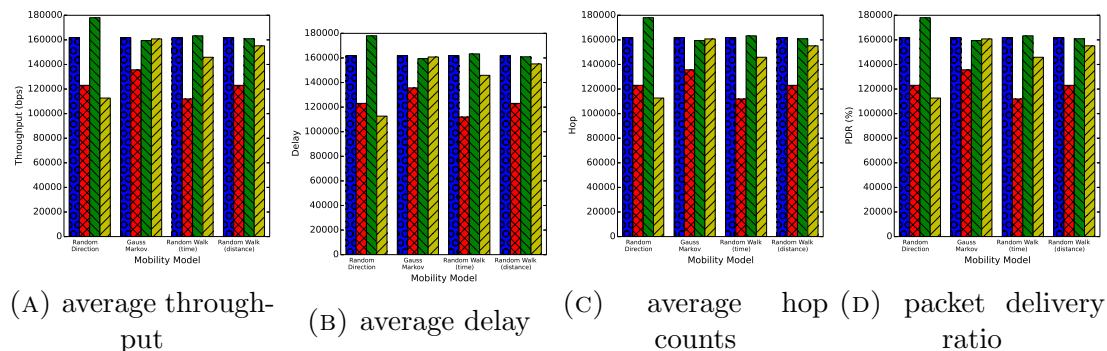 180000
160000
140000
120000
100000
80000
60000
40000
20000
0
Throughput (bps)
Random Direction
Gauss Markov
Random Walk (time)
Random Walk (distance)
Mobility Model
(A) average through-
put
180000
160000
140000
120000
100000
80000
60000
40000
20000
0
Delay
Random Direction
Gauss Markov
Random Walk (time)
Random Walk (distance)
Mobility Model
(B) average delay
180000
160000
140000
120000
100000
80000
60000
40000
20000
0
Hop
Random Direction
Gauss Markov
Random Walk (time)
Random Walk (distance)
Mobility Model
(C) average hop
counts
180000
160000
140000
120000
100000
80000
60000
40000
20000
0
PDR (%)
Random Direction
Gauss Markov
Random Walk (time)
Random Walk (distance)
Mobility Model
(D) packet delivery
ratio